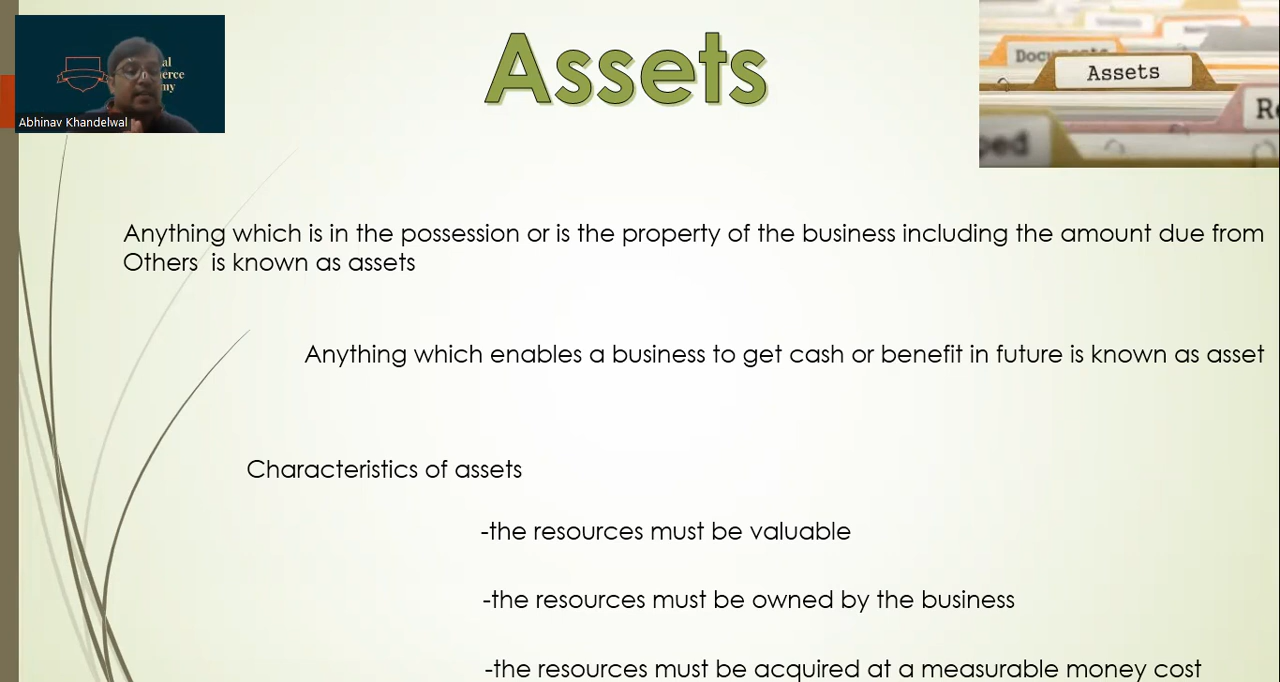 Assets
Abhinav Khandelwal
Assets
Anything which is in the possession or is the property of the business including the amount due from
Others is known as assets
Anything which enables a business to get cash or benefit in future is known as asset
Characteristics of assets
-the resources must be valuable
-the resources must be owned by the business
-the resources must be acquired at a measurable money cost